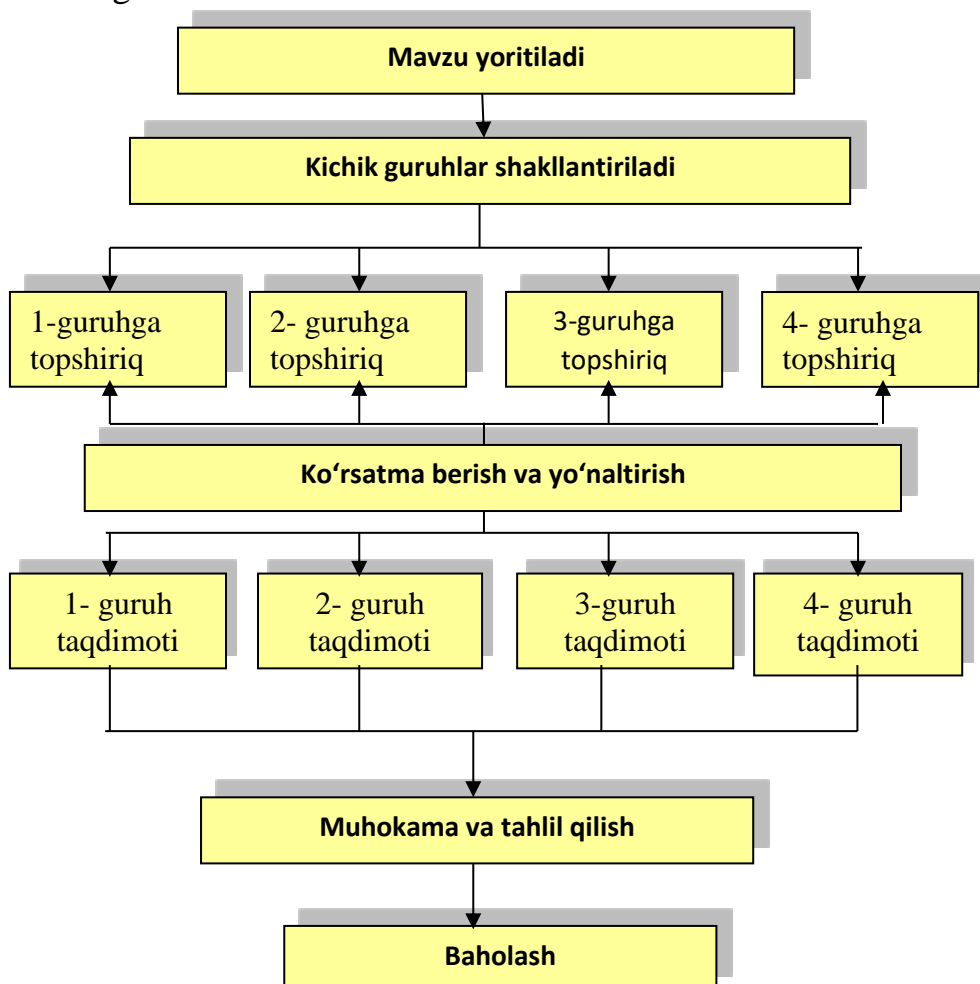 Mavzu yoritiladi
Kichik guruhlar shakllantiriladi
1-guruhga
topshiriq
2- guruhga
topshiriq
3-guruhga
topshiriq
4- guruhga
topshiriq
Ko‘rsatma berish va yo‘naltirish
1- guruh
taqdimoti
2- guruh
taqdimoti
3-guruh
taqdimoti
4- guruh
taqdimoti
Muhokama va tahlil qilish
Baholash